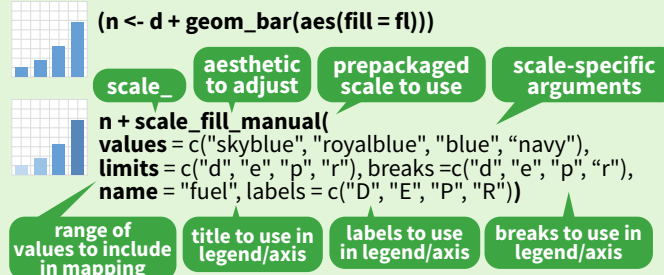 (n <- d + geom_bar(aes(fill = fl)))
scale_
aesthetic
to adjust
prepackaged
scale to use
scale-specific
arguments
n + scale_fill_manual(
values = c("skyblue", "royalblue", "blue", “navy"),
limits = c("d", "e", "p", "r"), breaks =c("d", "e", "p", “r"),
name = "fuel", labels = c("D", "E", "P", "R"))
range of
values to include
in mapping
title to use in
legend/axis
labels to use
in legend/axis
breaks to use in
legend/axis